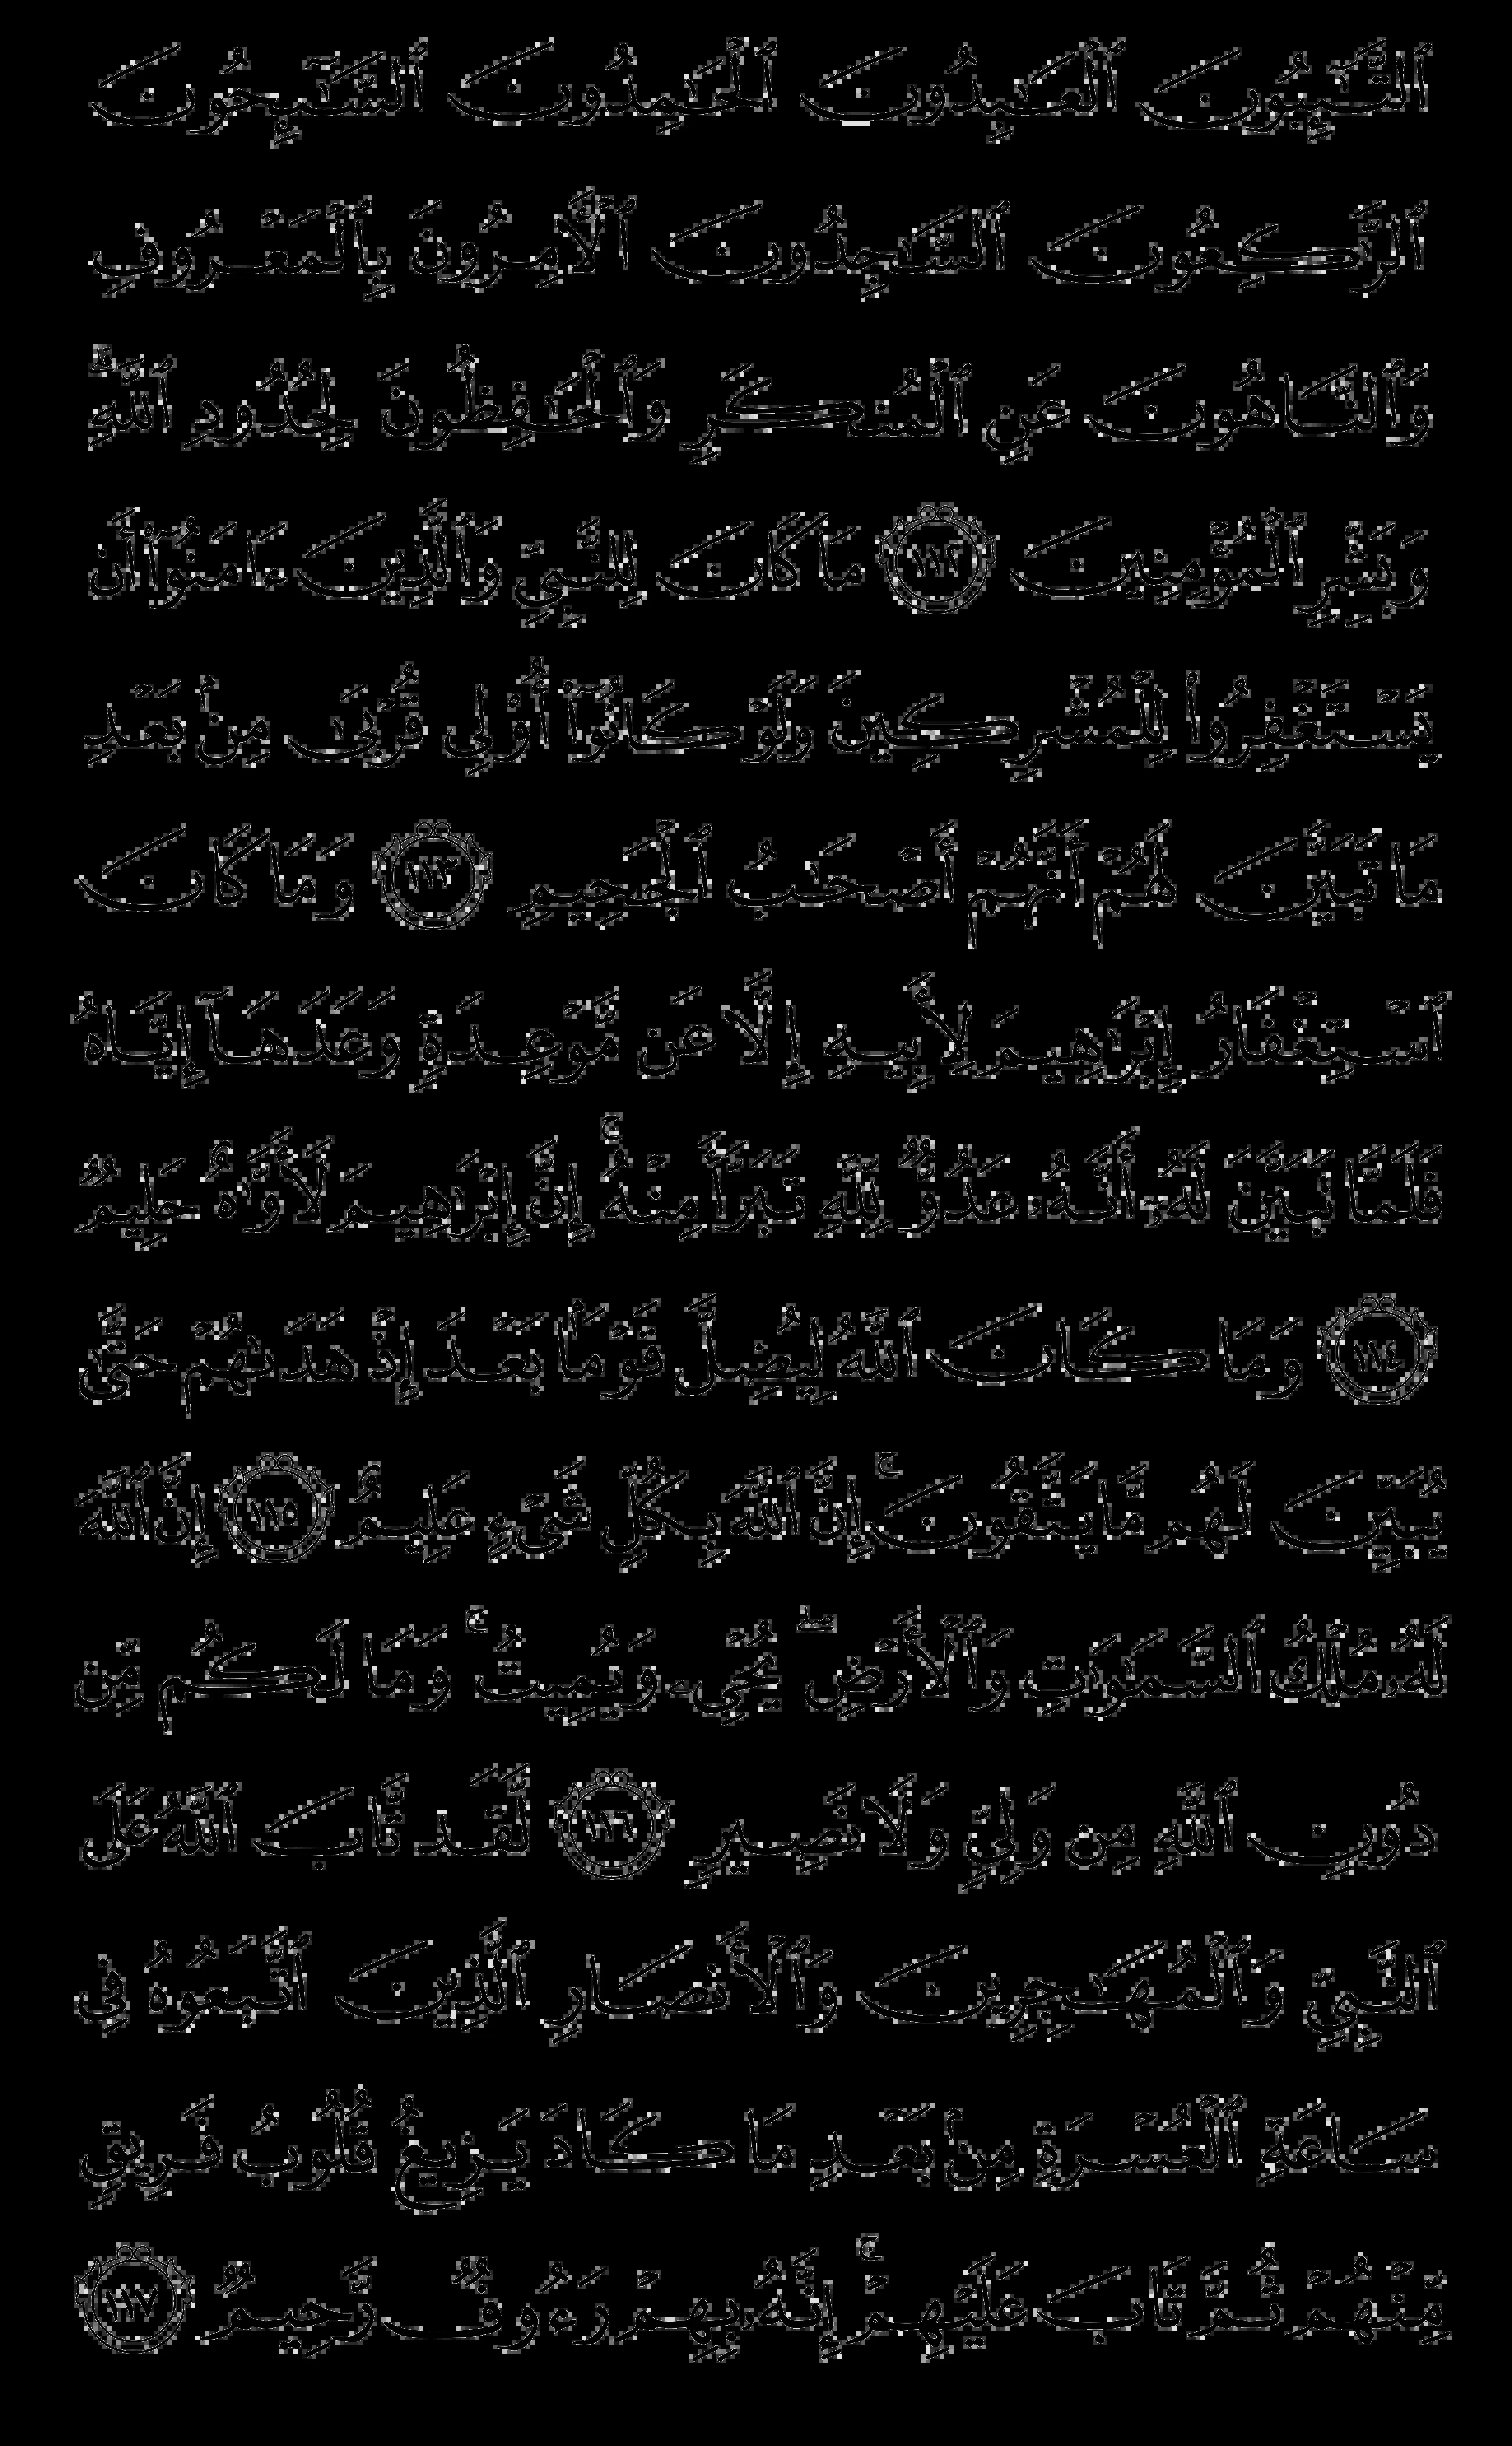 ٱلتَّـٰٓئِبُونَ ٱلْعَـٰبِدُونَ ٱلْحَـٰمِدُونَ ٱلسَّـٰٓئِحُونَ
ٱلرَّٰكِعُونَ ٱلسَّـٰجِدُونَ ٱلْـَٔامِرُونَ بِٱلْمَعْرُوفِ
وَٱلنَّاهُونَ عَنِ ٱلْمُنكَرِ وَٱلْحَـٰفِظُونَ لِحُدُودِ ٱللَّهِ ۗ
وَبَشِّرِ ٱلْمُؤْمِنِينَ ١١٢ مَا كَانَ لِلنَّبِىِّ وَٱلَّذِينَ ءَامَنُوٓا۟ أَن
يَسْتَغْفِرُوا۟ لِلْمُشْرِكِينَ وَلَوْ كَانُوٓا۟ أُو۟لِى قُرْبَىٰ مِنۢ بَعْدِ
مَا تَبَيَّنَ لَهُمْ أَنَّهُمْ أَصْحَـٰبُ ٱلْجَحِيمِ ١١٣ وَمَا كَانَ
ٱسْتِغْفَارُ إِبْرَٰهِيمَ لِأَبِيهِ إِلَّا عَن مَّوْعِدَةٍ وَعَدَهَآ إِيَّاهُ
فَلَمَّا تَبَيَّنَ لَهُۥٓ أَنَّهُۥ عَدُوٌّ لِّلَّهِ تَبَرَّأَ مِنْهُ ۚ إِنَّ إِبْرَٰهِيمَ لَأَوَّٰهٌ حَلِيمٌ
١١٤ وَمَا كَانَ ٱللَّهُ لِيُضِلَّ قَوْمًۢا بَعْدَ إِذْ هَدَىٰهُمْ حَتَّىٰ
يُبَيِّنَ لَهُم مَّا يَتَّقُونَ ۚ إِنَّ ٱللَّهَ بِكُلِّ شَىْءٍ عَلِيمٌ ١١٥ إِنَّ ٱللَّهَ
لَهُۥ مُلْكُ ٱلسَّمَـٰوَٰتِ وَٱلْأَرْضِ ۖ يُحْىِۦ وَيُمِيتُ ۚ وَمَا لَكُم مِّن
دُونِ ٱللَّهِ مِن وَلِىٍّ وَلَا نَصِيرٍ ١١٦ لَّقَد تَّابَ ٱللَّهُ عَلَى
ٱلنَّبِىِّ وَٱلْمُهَـٰجِرِينَ وَٱلْأَنصَارِ ٱلَّذِينَ ٱتَّبَعُوهُ فِى
سَاعَةِ ٱلْعُسْرَةِ مِنۢ بَعْدِ مَا كَادَ يَزِيغُ قُلُوبُ فَرِيقٍ
مِّنْهُمْ ثُمَّ تَابَ عَلَيْهِمْ ۚ إِنَّهُۥ بِهِمْ رَءُوفٌ رَّحِيمٌ ١١٧